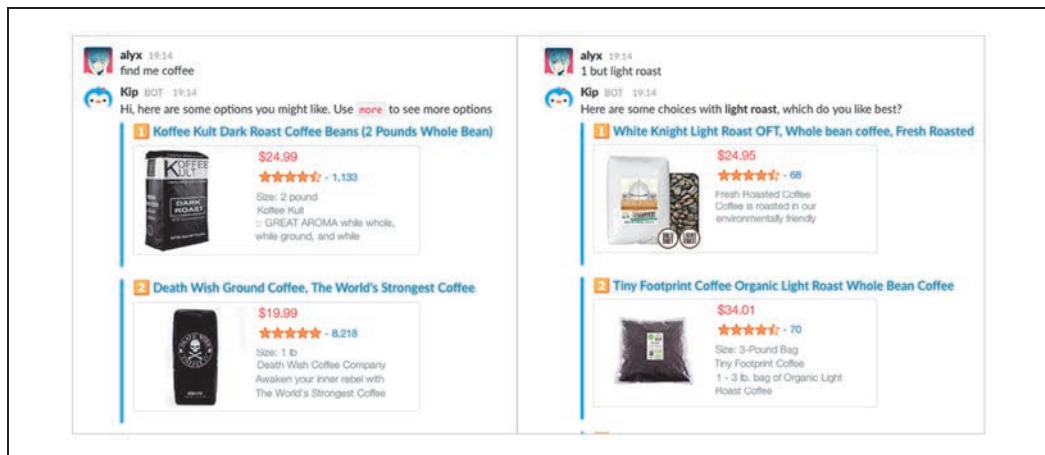 alyx 19:14
find me coffee
Kip BOT 19:14
Hi, here are some options you might like. Use more to see more options
1 Koffee Kult Dark Roast Coffee Beans (2 Pounds Whole Bean)
KOFFEE
KULT
DARK
ROAST
$24.99
- 1,133
Size: 2 pound
Koffee Kult
□ GREAT AROMA while whole,
while ground, and while
2 Death Wish Ground Coffee, The World's Strongest Coffee
$19.99
- 8,218
Size: 1 lb
Death Wish Coffee Company
Awaken your inner rebel with
The World's Strongest Coffee
alyx 19:14
1 but light roast
Kip BOT 19:14
Here are some choices with light roast, which do you like best?
1 White Knight Light Roast OFT, Whole bean coffee, Fresh Roasted
$24.95
- 68
Fresh Roasted Coffee
Coffee is roasted in our
environmentally friendly
LIGHT
ROAST
2 Tiny Footprint Coffee Organic Light Roast Whole Bean Coffee
$34.01
- 70
Size: 3-Pound Bag
Tiny Footprint Coffee
1 - 3 lb. bag of Organic Light
Roast Coffee